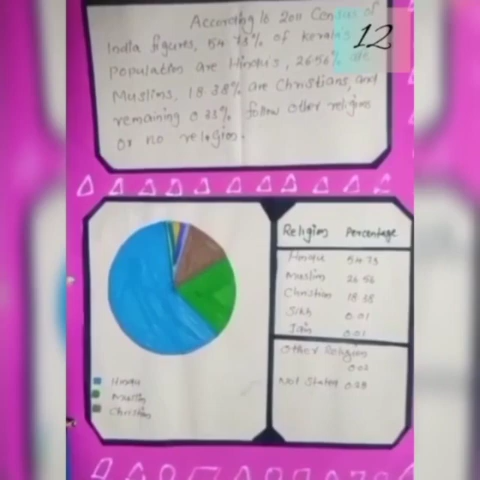 According to 2011 Census of
India figures, 54.73% of Kerala's
population are Hindus, 26.56% are
Muslims, 18.38% are Christians, and
remaining 0.33% follow other religion
or no religion.
12
Religion Percentage
Hindu 54.73
Muslim 26.56
Christian 18.38
Sikh 0.01
Jain 0.01
Other Religion
0.02
Not Stated 0.28
Hindu
Muslim
Christian